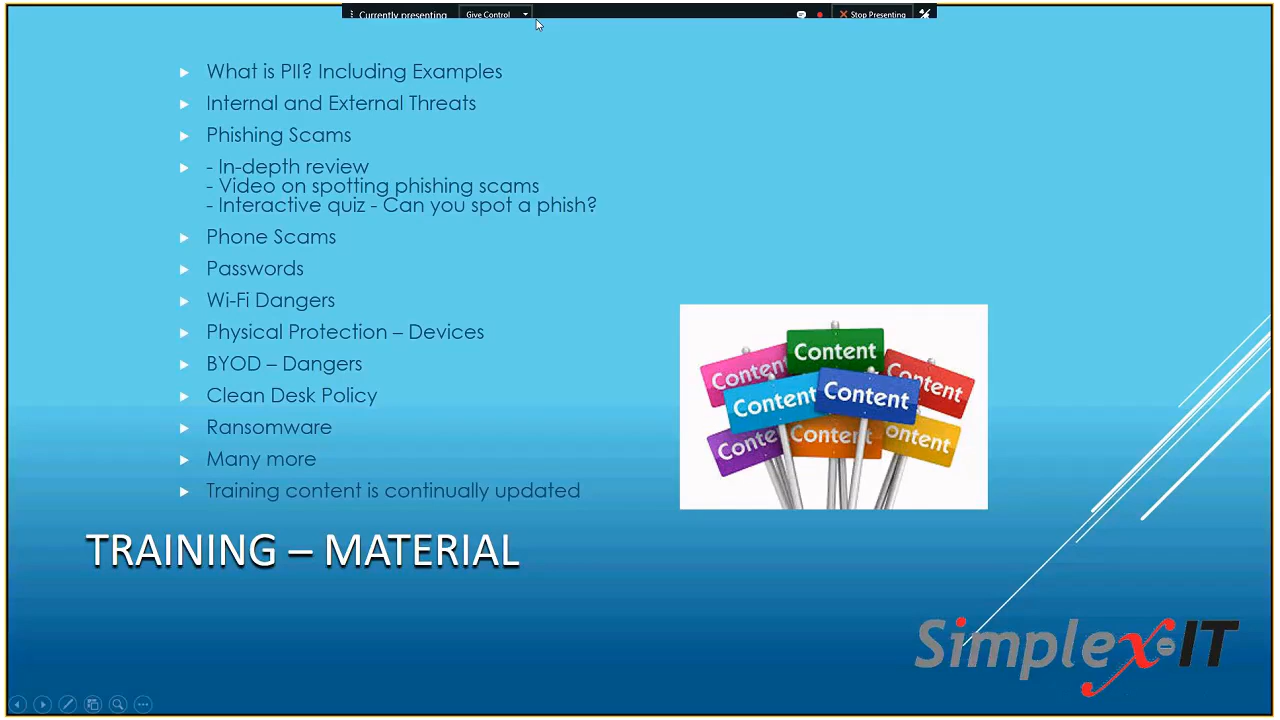 Currently presenting
Give Control
Stop Presenting
What is PII? Including Examples
Internal and External Threats
Phishing Scams
- In-depth review
- Video on spotting phishing scams
- Interactive quiz - Can you spot a phish?
Phone Scams
Passwords
Wi-Fi Dangers
Physical Protection – Devices
BYOD – Dangers
Clean Desk Policy
Ransomware
Many more
Training content is continually updated
Content
Content
Content
Content
Content
Conte
Content
ontent
TRAINING – MATERIAL
Simplex-IT